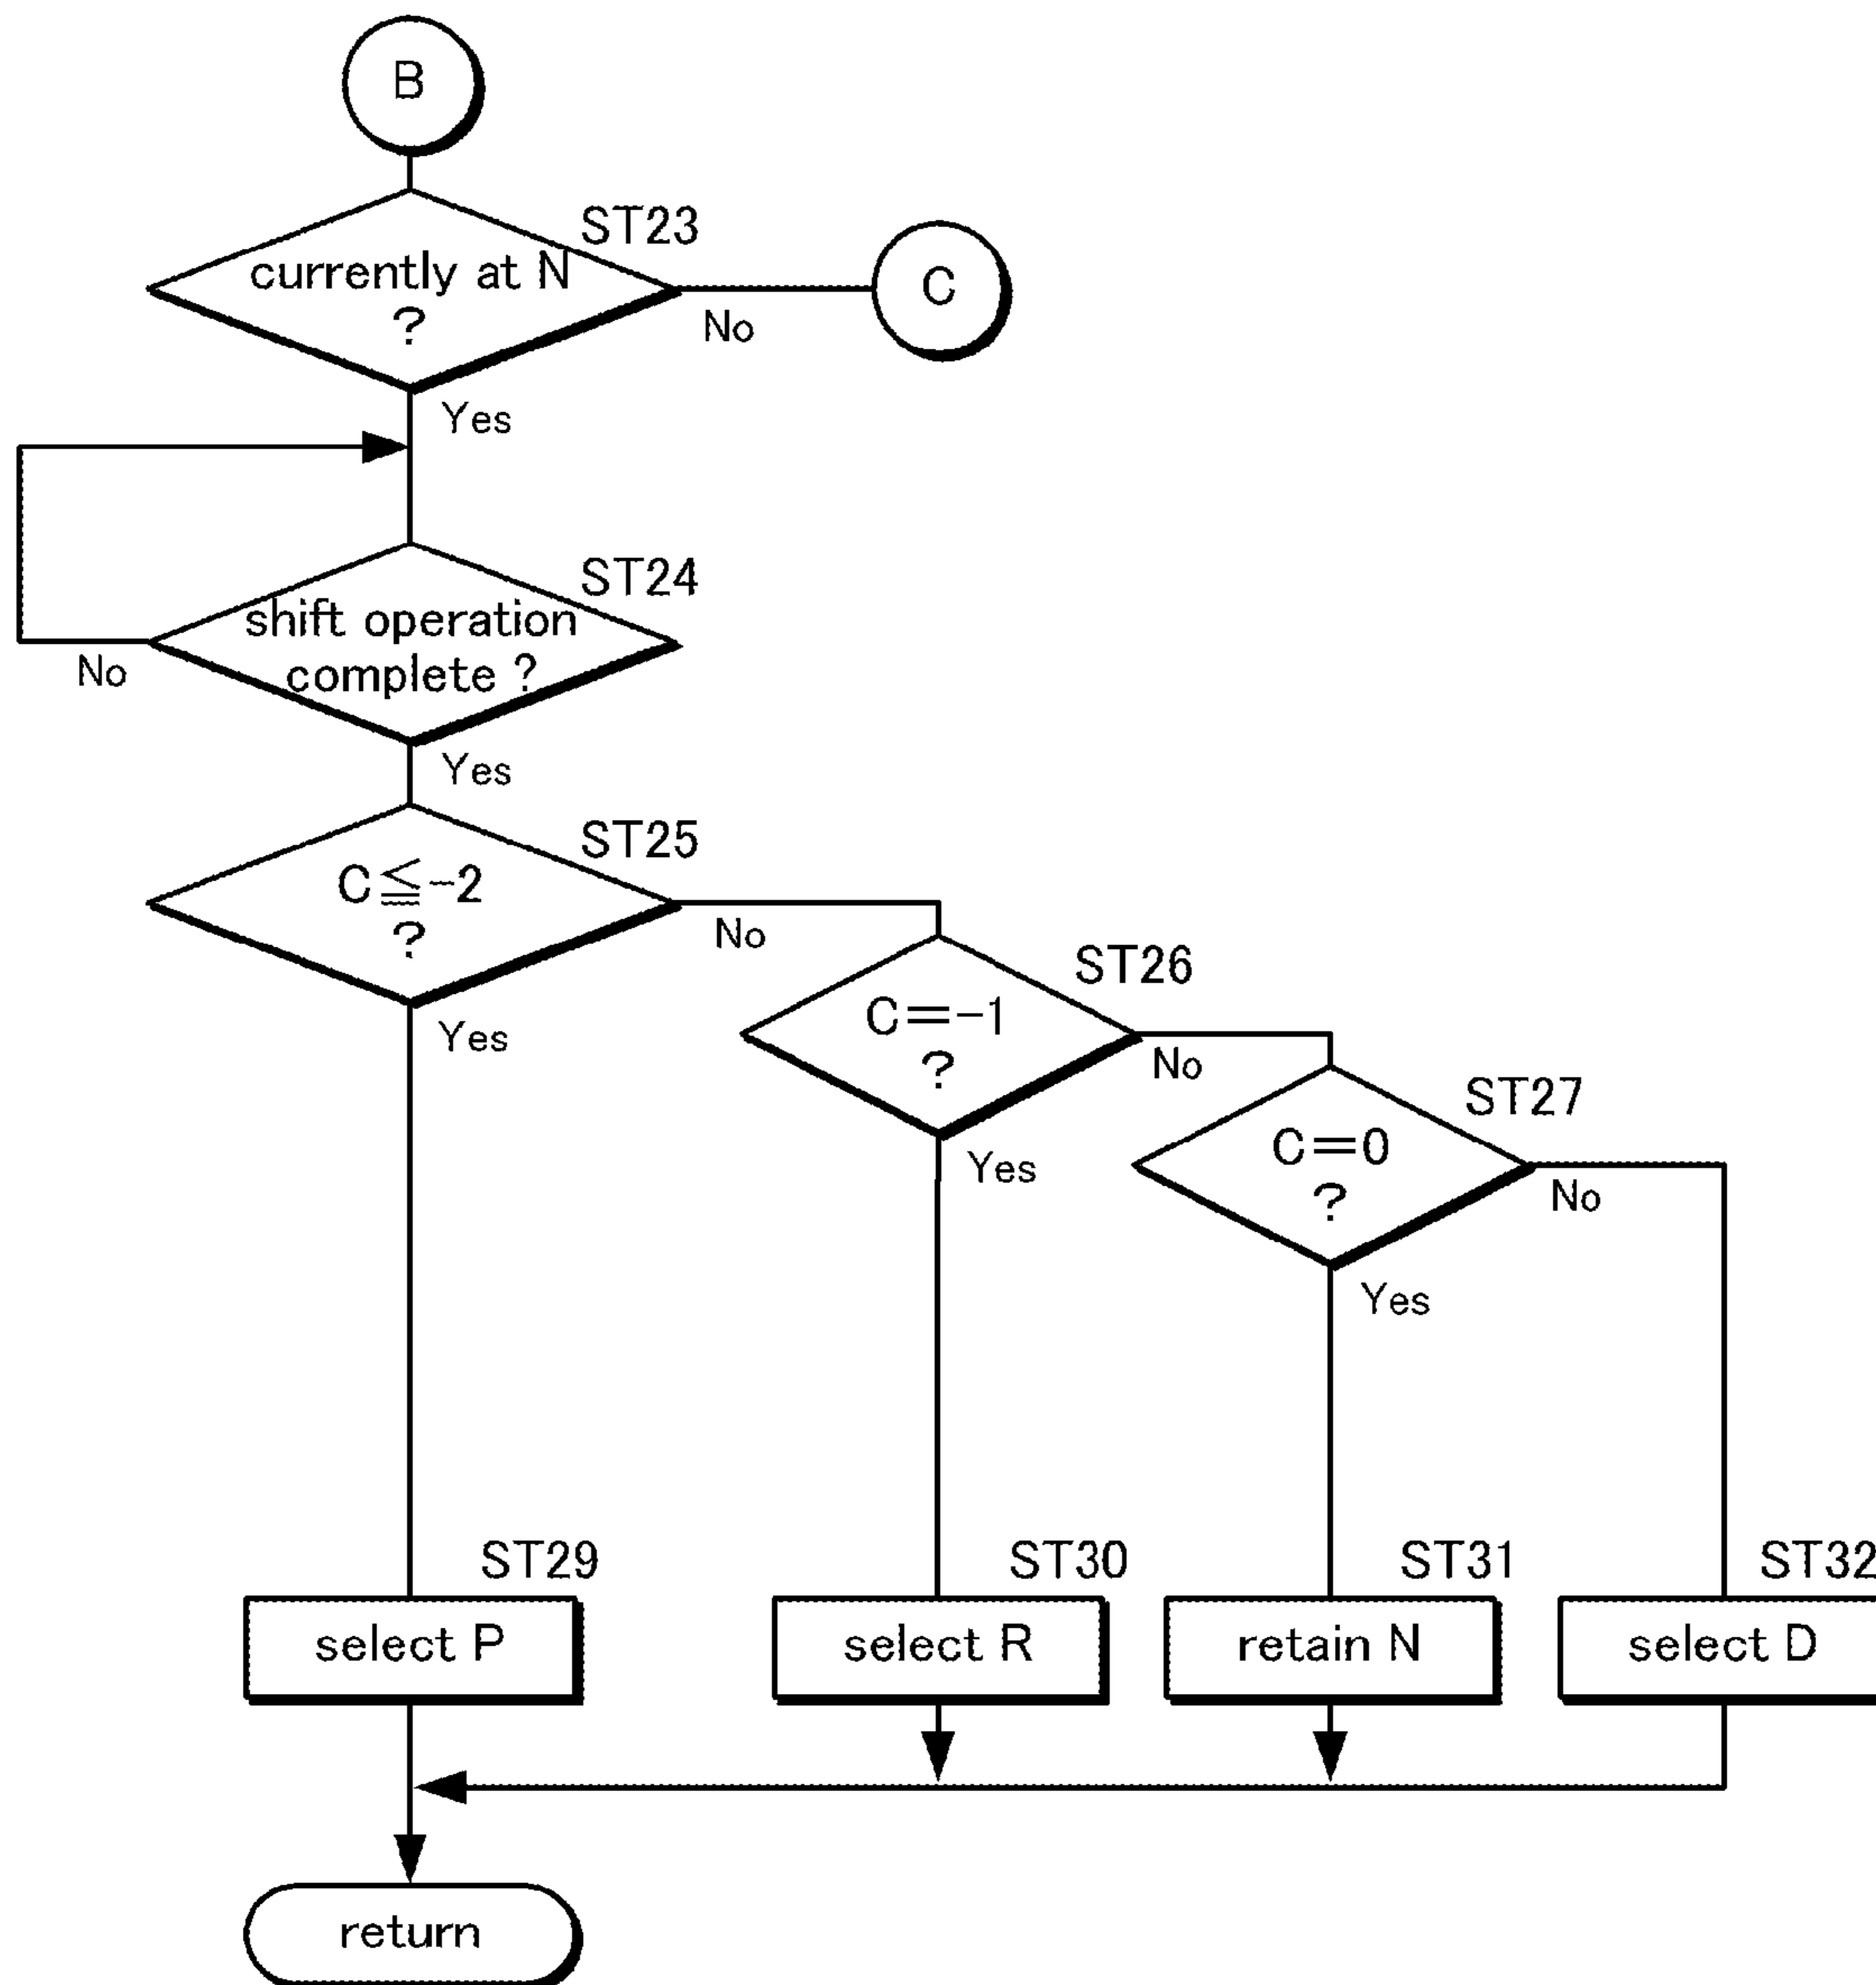 B
ST23
currently at N
?
C
No
Yes
ST24
shift operation
complete ?
No
Yes
ST25
C≦-2
?
No
Yes
ST26
C=-1
?
No
Yes
ST27
C=0
?
No
Yes
ST29
ST30
ST31
ST32
select P
select R
retain N
select D
return